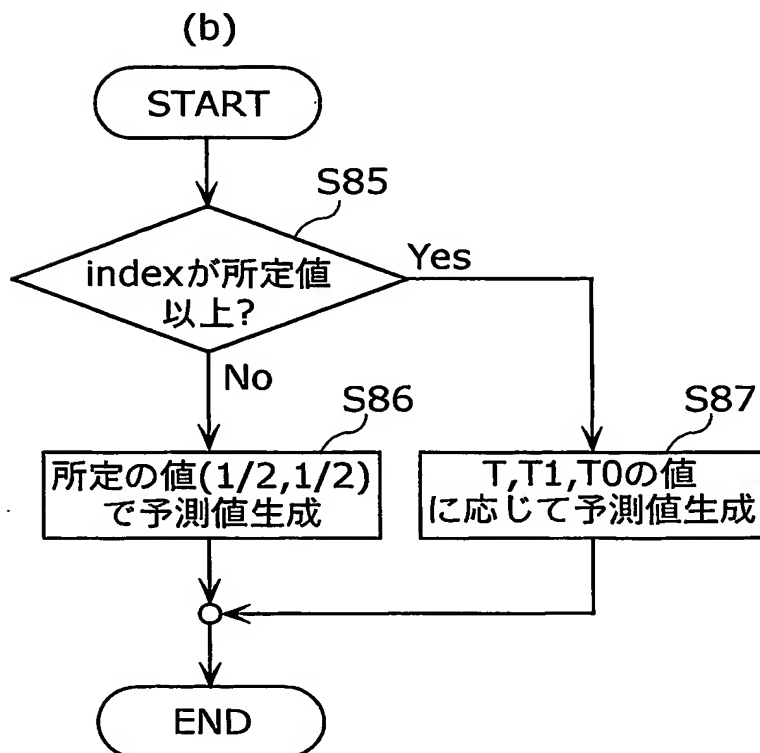 (b)
START
S85
indexが所定値
以上?
Yes
No
S86
所定の値(1/2,1/2)
で予測値生成
S87
T,T1,T0の値
に応じて予測値生成
END